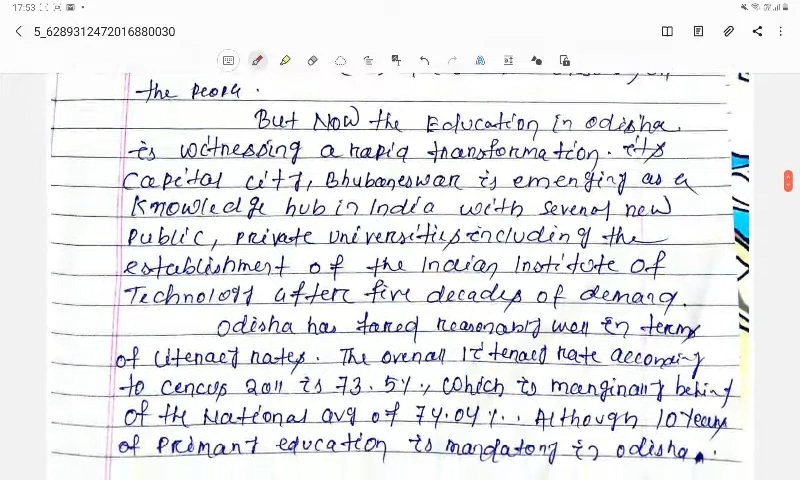 17:53
5_6289312472016880030
the people.
But Now the Education in odisha
is witnessing a rapid transformation. its
capital city, Bhubaneswar is emerging as a
knowledge hub in India with several new
public, private universities including the
establishment of the Indian Institute of
Technology after five decades of demand.
Odisha has fared reasonably well in terms
of literacy rates. The overall literacy rate according
to census 2011 is 73.5%, which is marginally behind
of the National avg of 74.04%.. Although 10 years
of primary education is mandatory in odisha.